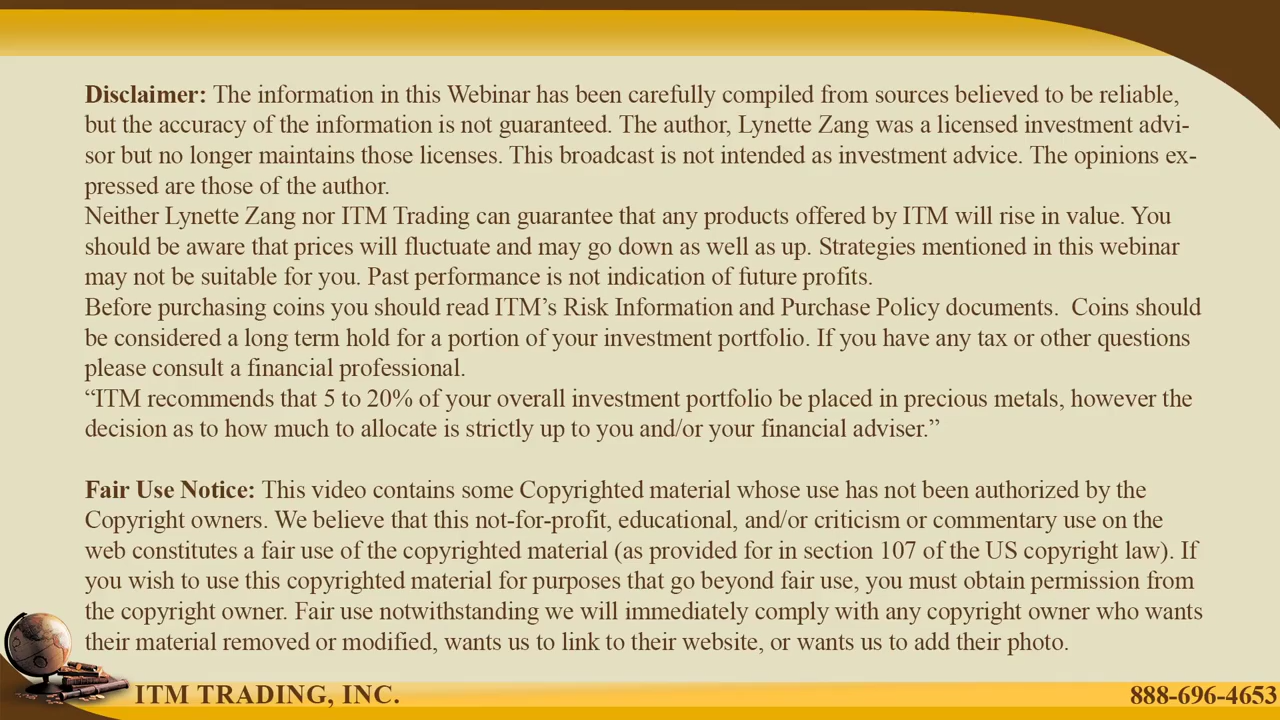 Disclaimer: The information in this Webinar has been carefully compiled from sources believed to be reliable,
but the accuracy of the information is not guaranteed. The author, Lynette Zang was a licensed investment advi-
sor but no longer maintains those licenses. This broadcast is not intended as investment advice. The opinions ex-
pressed are those of the author.
Neither Lynette Zang nor ITM Trading can guarantee that any products offered by ITM will rise in value. You
should be aware that prices will fluctuate and may go down as well as up. Strategies mentioned in this webinar
may not be suitable for you. Past performance is not indication of future profits.
Before purchasing coins you should read ITM’s Risk Information and Purchase Policy documents.  Coins should
be considered a long term hold for a portion of your investment portfolio. If you have any tax or other questions
please consult a financial professional.
“ITM recommends that 5 to 20% of your overall investment portfolio be placed in precious metals, however the
decision as to how much to allocate is strictly up to you and/or your financial adviser.”
Fair Use Notice: This video contains some Copyrighted material whose use has not been authorized by the
Copyright owners. We believe that this not-for-profit, educational, and/or criticism or commentary use on the
web constitutes a fair use of the copyrighted material (as provided for in section 107 of the US copyright law). If
you wish to use this copyrighted material for purposes that go beyond fair use, you must obtain permission from
the copyright owner. Fair use notwithstanding we will immediately comply with any copyright owner who wants
their material removed or modified, wants us to link to their website, or wants us to add their photo.
ITM TRADING, INC.
888-696-4653